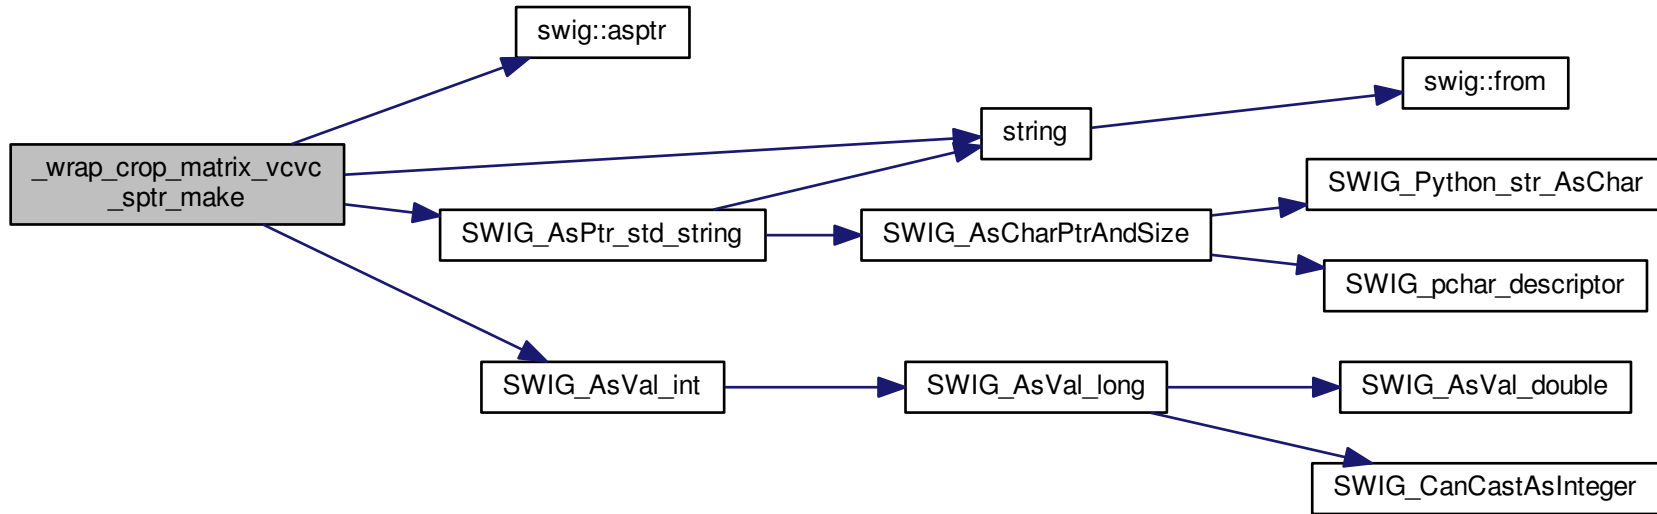 swig::asptr
swig::from
string
_wrap_crop_matrix_vcvc
_sptr_make
SWIG_Python_str_AsChar
SWIG_AsPtr_std_string
SWIG_AsCharPtrAndSize
SWIG_pchar_descriptor
SWIG_AsVal_int
SWIG_AsVal_long
SWIG_AsVal_double
SWIG_CanCastAsInteger